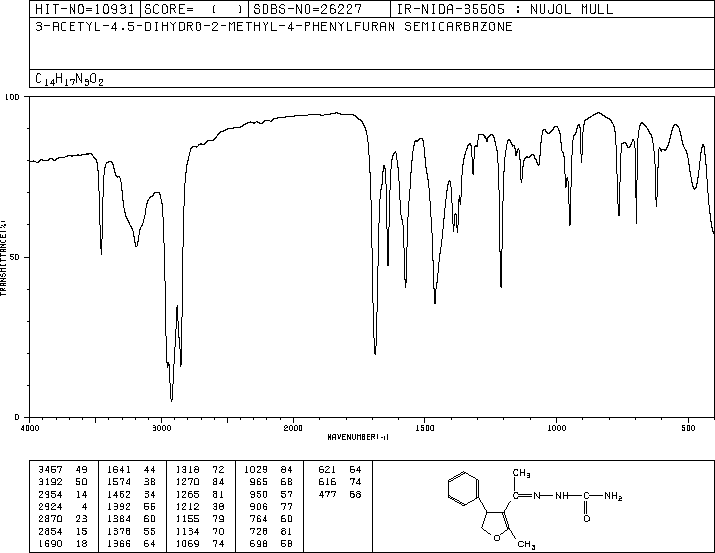 HIT-NO=10931 SCORE= ( ) SDBS-NO=26227 IR-NIDA-35505 : NUJOL MULL
3-ACETYL-4.5-DIHYDRO-2-METHYL-4-PHENYLFURAN SEMICARBAZONE
C14H17N3O2
100
50
0
TRANSMITTANCE(%)
4000 3000 2000 1500 1000 500
WAVENUMBER(-1)
3467 49 1641 44 1318 72 1029 84 621 64
3192 50 1574 38 1270 84 965 68 616 74
2954 14 1462 34 1265 81 950 57 477 68
2924 4 1392 56 1212 38 906 77
2870 23 1384 60 1155 79 764 60
2854 15 1378 55 1134 70 728 81
1690 18 1366 64 1069 74 698 58
CH3
C=N-NH-C-NH2
O
O
CH3